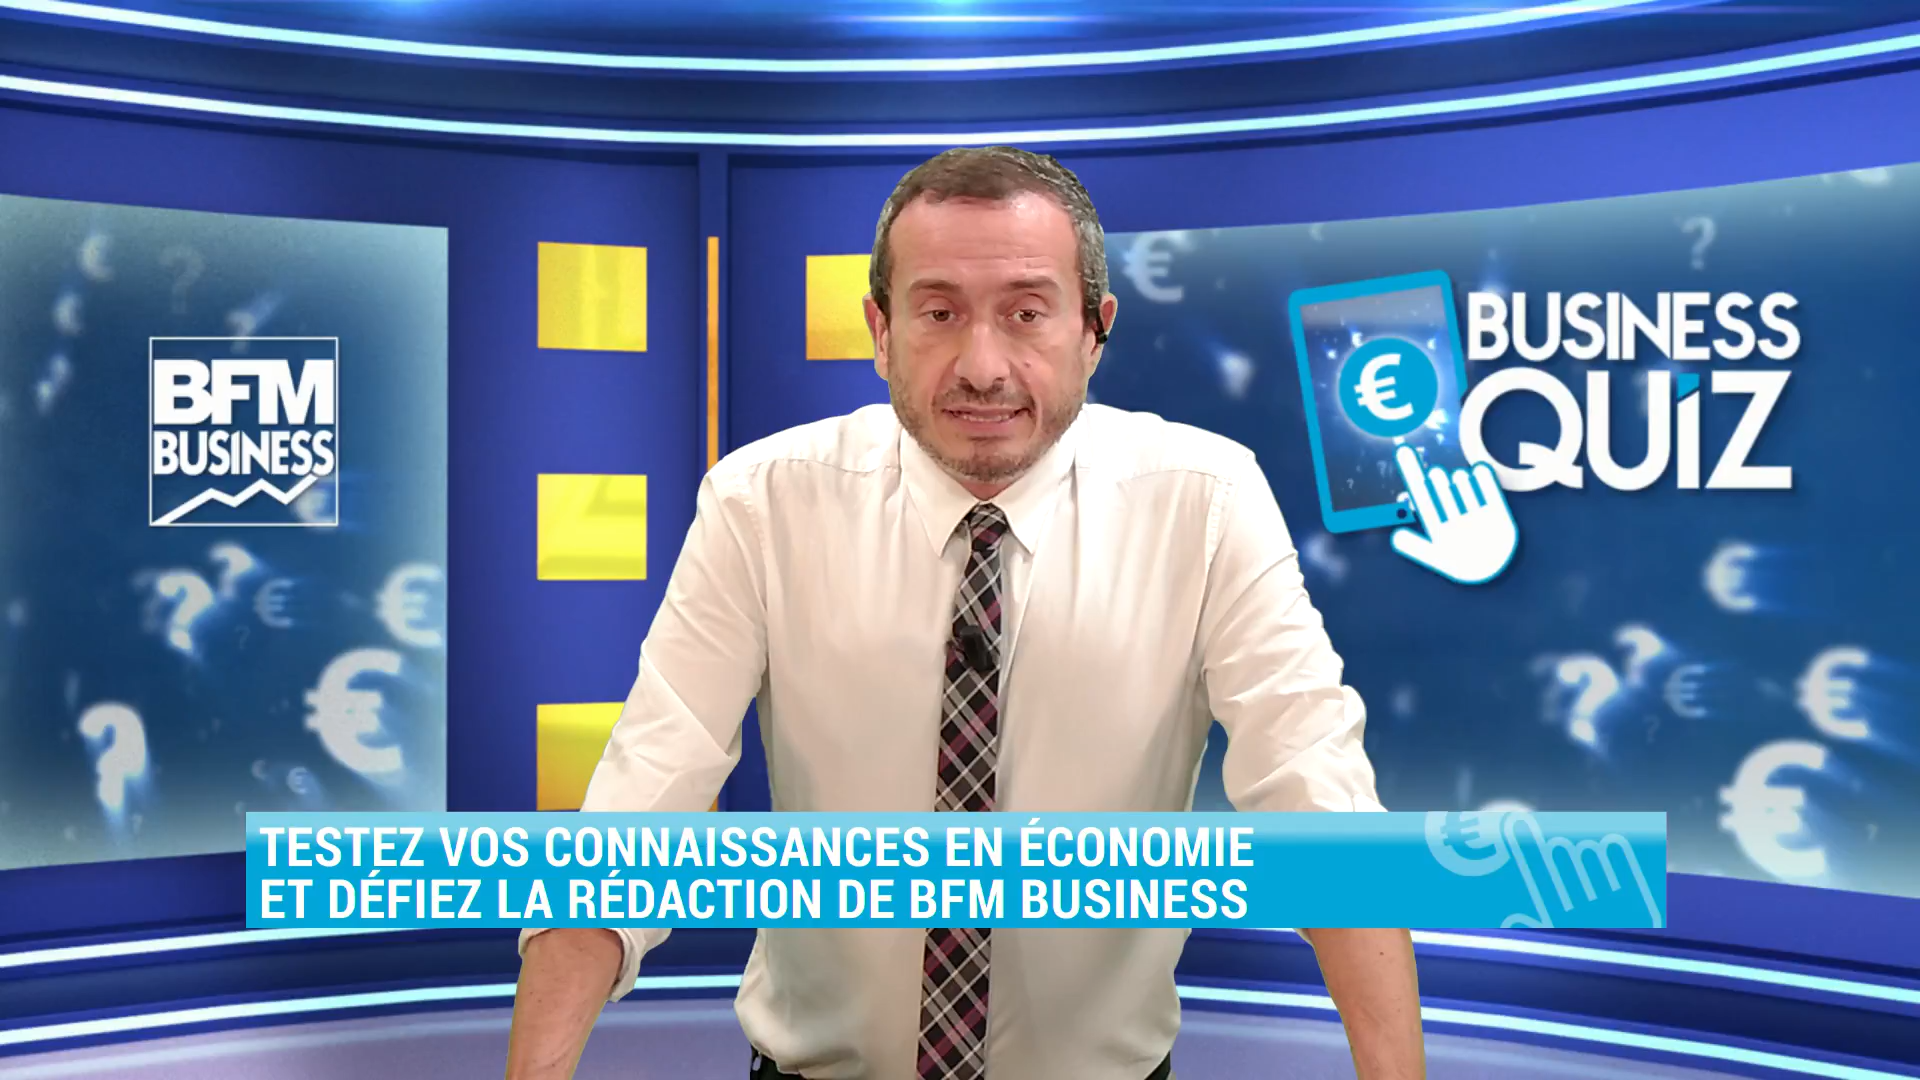 BFM
BUSINESS
BUSINESS
QUIZ
TESTEZ VOS CONNAISSANCES EN ÉCONOMIE
ET DÉFIEZ LA RÉDACTION DE BFM BUSINESS